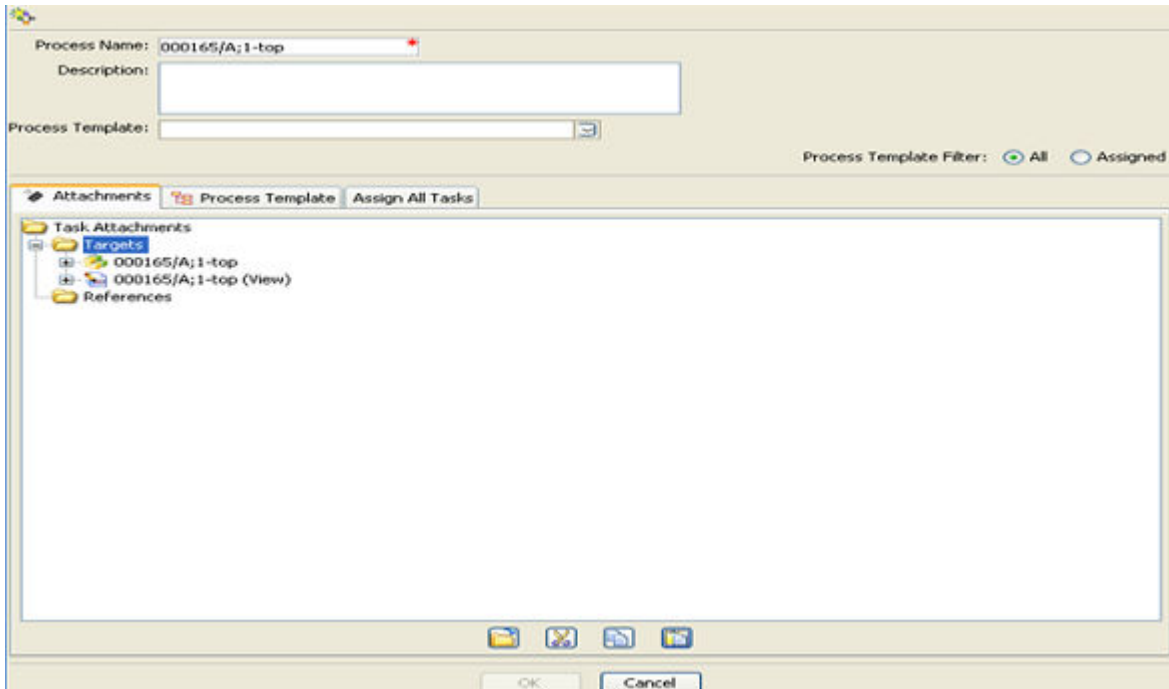 Process Name: 000165/A;1-top *
Description:
Process Template:
Process Template Filter: All Assigned
Attachments Process Template Assign All Tasks
Task Attachments
Targets
000165/A;1-top
000165/A;1-top (View)
References
OK Cancel